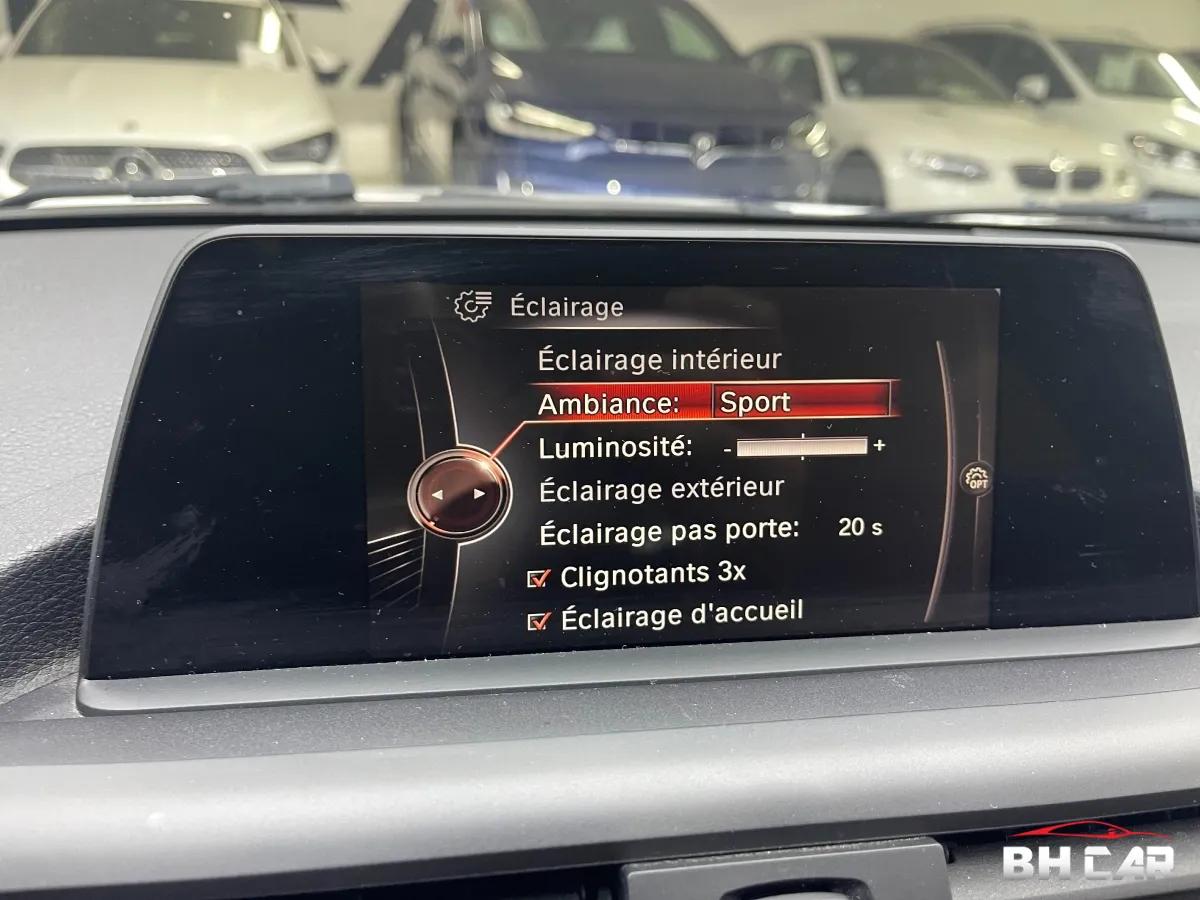 Éclairage
Éclairage intérieur
Ambiance: Sport
Luminosité: - +
Éclairage extérieur
Éclairage pas porte: 20 s
OPT
Clignotants 3x
Éclairage d'accueil
BH CAR